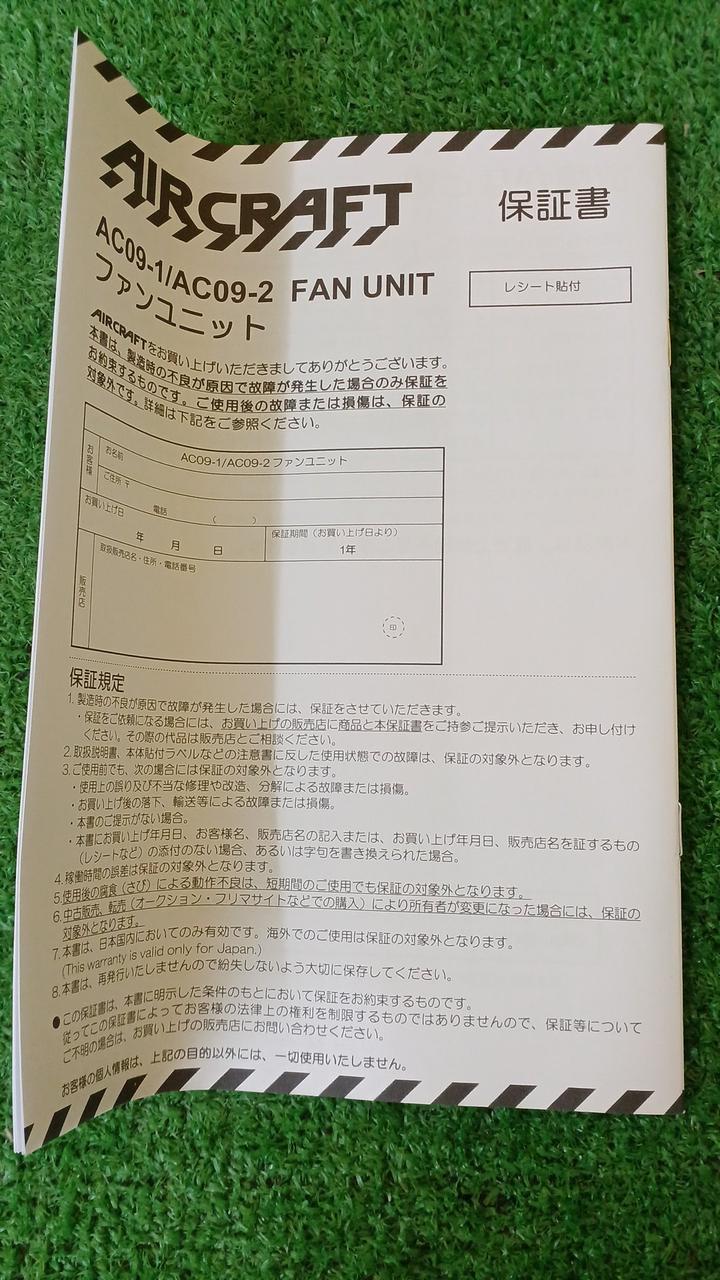 AIRCRAFT
保証書
AC09-1/AC09-2 FAN UNIT
ファンユニット
レシート貼付
AIRCRAFTをお買い上げいただきましてありがとうございます。
本書は、製造時の不良が原因で故障が発生した場合のみ保証を
お約束するものです。ご使用後の故障または損傷は、保証の
対象外です。詳細は下記をご参照ください。
AC09-1/AC09-2 ファンユニット
お客様
お名前
ご住所 〒
電話 ( )
お買い上げ日
年 月 日
保証期間（お買い上げ日より）
1年
販売店
取扱販売店名・住所・電話番号
印
保証規定
1. 製造時の不良が原因で故障が発生した場合には、保証をさせていただきます。
・保証をご依頼になる場合には、お買い上げの販売店に商品と本保証書をご持参ご提示いただき、お申し付け
ください。その際の代品は販売店とご相談ください。
2. 取扱説明書、本体貼付ラベルなどの注意書に反した使用状態での故障は、保証の対象外となります。
3. ご使用前でも、次の場合には保証の対象外となります。
・使用上の誤り及び不当な修理や改造、分解による故障または損傷。
・お買い上げ後の落下、輸送等による故障または損傷。
・本書のご提示がない場合。
・本書にお買い上げ年月日、お客様名、販売店名の記入または、お買い上げ年月日、販売店名を証するもの
（レシートなど）の添付のない場合、あるいは字句を書き換えられた場合。
4. 稼働時間の誤差は保証の対象外となります。
5. 使用後の腐食（さび）による動作不良は、短期間のご使用でも保証の対象外となります。
6. 中古販売、転売（オークション・フリマサイトなどでの購入）により所有者が変更になった場合には、保証の
対象外となります。
7. 本書は、日本国内においてのみ有効です。海外でのご使用は保証の対象外となります。
(This warranty is valid only for Japan.)
8. 本書は、再発行いたしませんので紛失しないよう大切に保存してください。
●この保証書は、本書に明示した条件のもとにおいて保証をお約束するものです。
従ってこの保証書によってお客様の法律上の権利を制限するものではありませんので、保証等について
ご不明の場合は、お買い上げの販売店にお問い合わせください。
お客様の個人情報は、上記の目的以外には、一切使用いたしません。